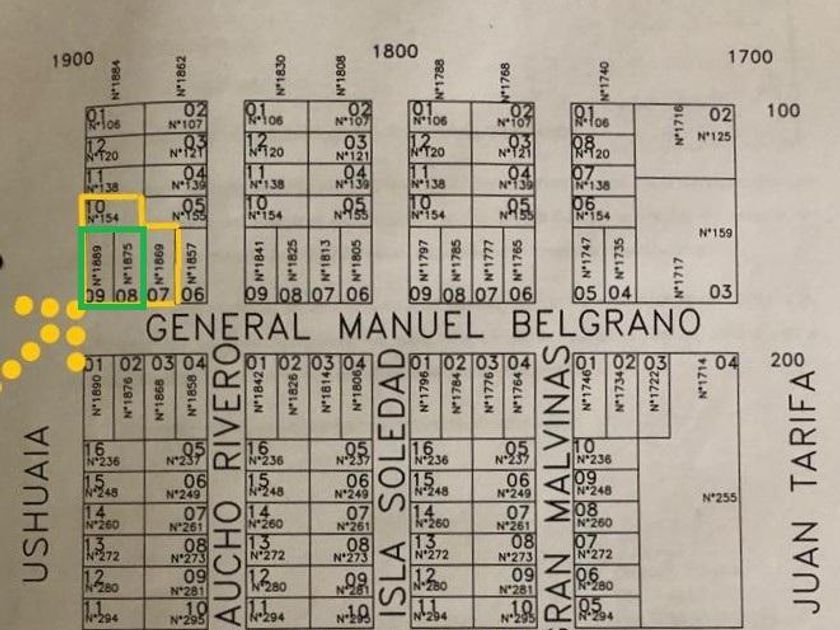 1900 1800 1700
N°1884 N°1862 N°1830 N°1808 N°1788 N°1768 N°1740
100
01 N°106 02 N°107 01 N°106 02 N°107 01 N°106 02 N°107 01 N°106 N°1716 02 N°125
12 N°120 03 N°121 12 N°120 03 N°121 12 N°120 03 N°121 08 N°120
11 N°138 04 N°139 11 N°138 04 N°139 11 N°138 04 N°139 07 N°138
10 N°154 05 N°155 10 N°154 05 N°155 10 N°154 05 N°155 06 N°154
N°159
N°1889 N°1875 N°1869 N°1857 N°1841 N°1825 N°1813 N°1805 N°1797 N°1785 N°1777 N°1765 N°1747 N°1735 N°1717
09 08 07 06 09 08 07 06 09 08 07 06 05 04 03
GENERAL MANUEL BELGRANO
01 02 03 04 01 02 03 04 01 02 03 04 01 02 03 04
200
N°1890 N°1876 N°1868 N°1858 N°1842 N°1826 N°1814 N°1806 N°1796 N°1784 N°1776 N°1764 N°1746 N°1734 N°1722 N°1714
16 N°236 05 N°237 16 N°236 05 N°237 16 N°236 05 N°237 10 N°236
15 N°248 06 N°249 15 N°248 06 N°249 15 N°248 06 N°249 09 N°248
N°255
14 N°260 07 N°261 14 N°260 07 N°261 14 N°260 07 N°261 08 N°260
13 N°272 08 N°273 13 N°272 08 N°273 13 N°272 08 N°273 07 N°272
12 N°280 09 N°281 12 N°280 09 N°281 12 N°280 09 N°281 06 N°280
11 N°294 10 N°295 11 N°294 10 N°295 11 N°294 10 N°295 05 N°294
USHUAIA
AUCHO RIVERO
ISLA SOLEDAD
RAN MALVINAS
JUAN TARIFA